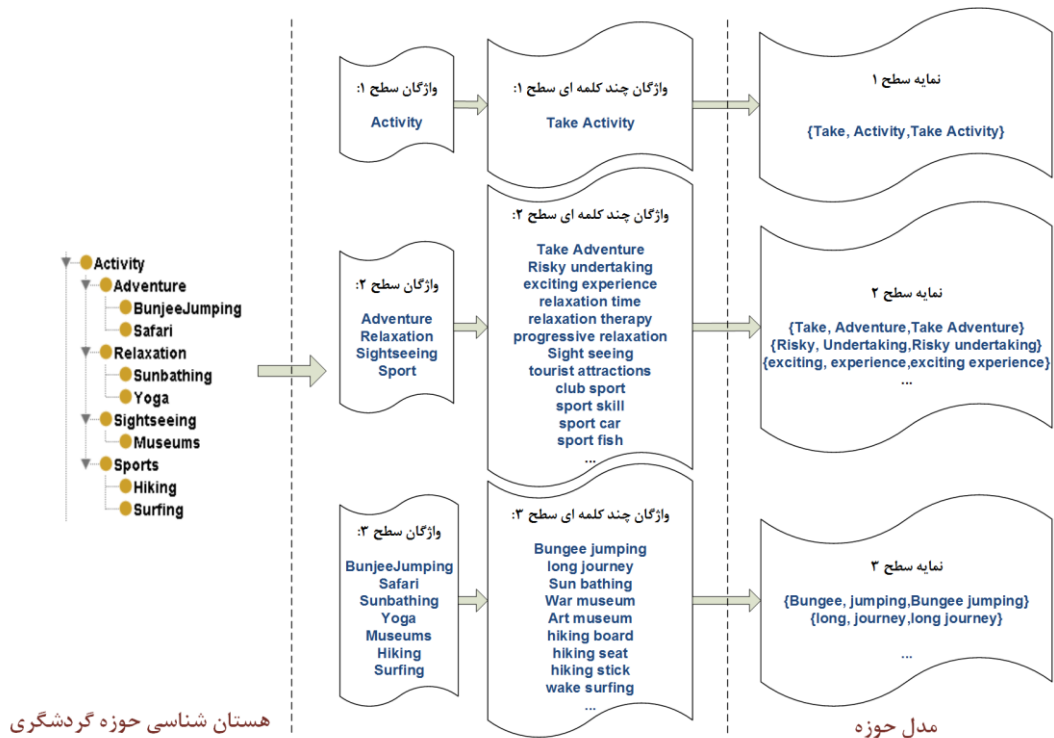 Activity
Adventure
BunjeeJumping
Safari
Relaxation
Sunbathing
Yoga
Sightseeing
Museums
Sports
Hiking
Surfing
هستان شناسی حوزه گردشگری
واژگان سطح ۱:
Activity
واژگان چند کلمه ای سطح ۱:
Take Activity
نمایه سطح ۱
{Take, Activity,Take Activity}
واژگان سطح ۲:
Adventure
Relaxation
Sightseeing
Sport
واژگان چند کلمه ای سطح ۲:
Take Adventure
Risky undertaking
exciting experience
relaxation time
relaxation therapy
progressive relaxation
Sight seeing
tourist attractions
club sport
sport skill
sport car
sport fish
...
نمایه سطح ۲
{Take, Adventure,Take Adventure}
{Risky, Undertaking,Risky undertaking}
{exciting, experience,exciting experience}
...
واژگان سطح ۳:
BunjeeJumping
Safari
Sunbathing
Yoga
Museums
Hiking
Surfing
واژگان چند کلمه ای سطح ۳:
Bungee jumping
long journey
Sun bathing
War museum
Art museum
hiking board
hiking seat
hiking stick
wake surfing
...
نمایه سطح ۳
{Bungee, jumping,Bungee jumping}
{long, journey,long journey}
...
مدل حوزه